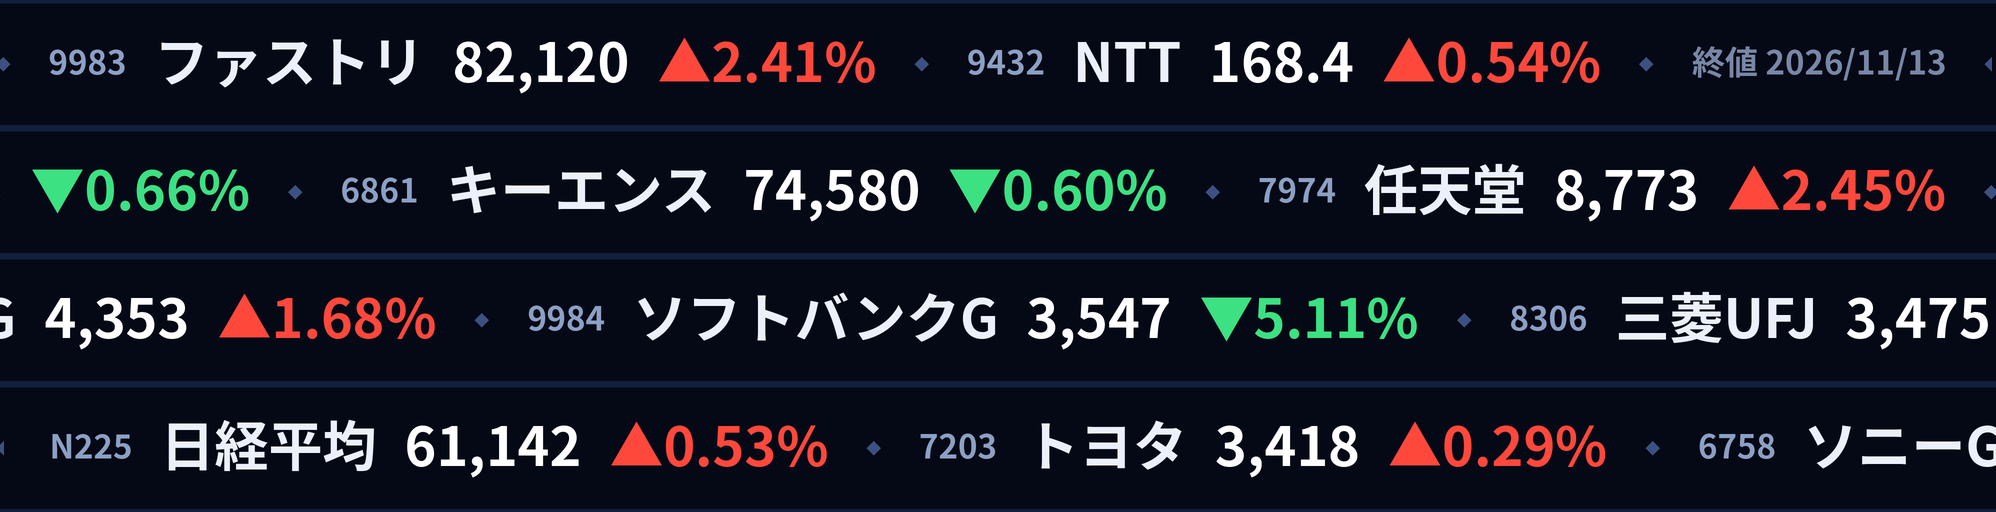 9983 ファストリ 82,120 ▲2.41% ◆ 9432 NTT 168.4 ▲0.54% ◆ 終値 2026/11/13
▼0.66% ◆ 6861 キーエンス 74,580 ▼0.60% ◆ 7974 任天堂 8,773 ▲2.45%
G 4,353 ▲1.68% ◆ 9984 ソフトバンクG 3,547 ▼5.11% ◆ 8306 三菱UFJ 3,475
N225 日経平均 61,142 ▲0.53% ◆ 7203 トヨタ 3,418 ▲0.29% ◆ 6758 ソニーG